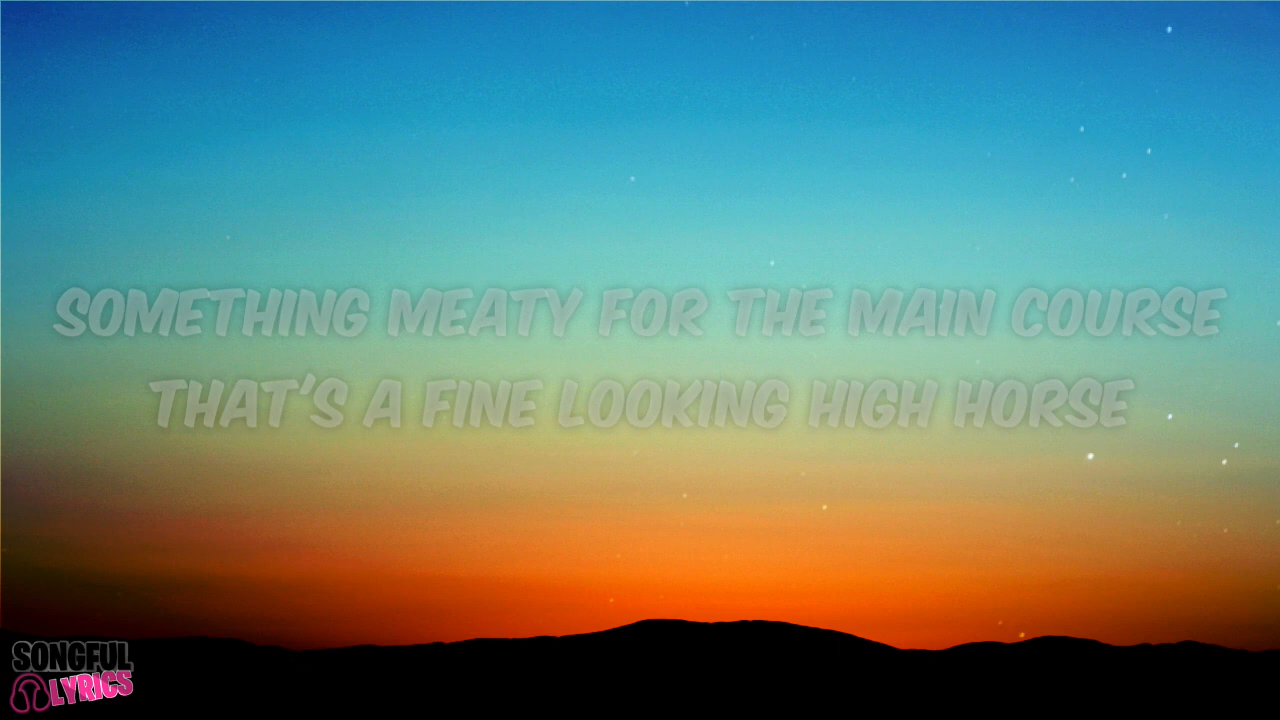 SOMETHING MEATY FOR THE MAIN COURSE
THAT'S A FINE LOOKING HIGH HORSE
SONGFUL
LYRICS